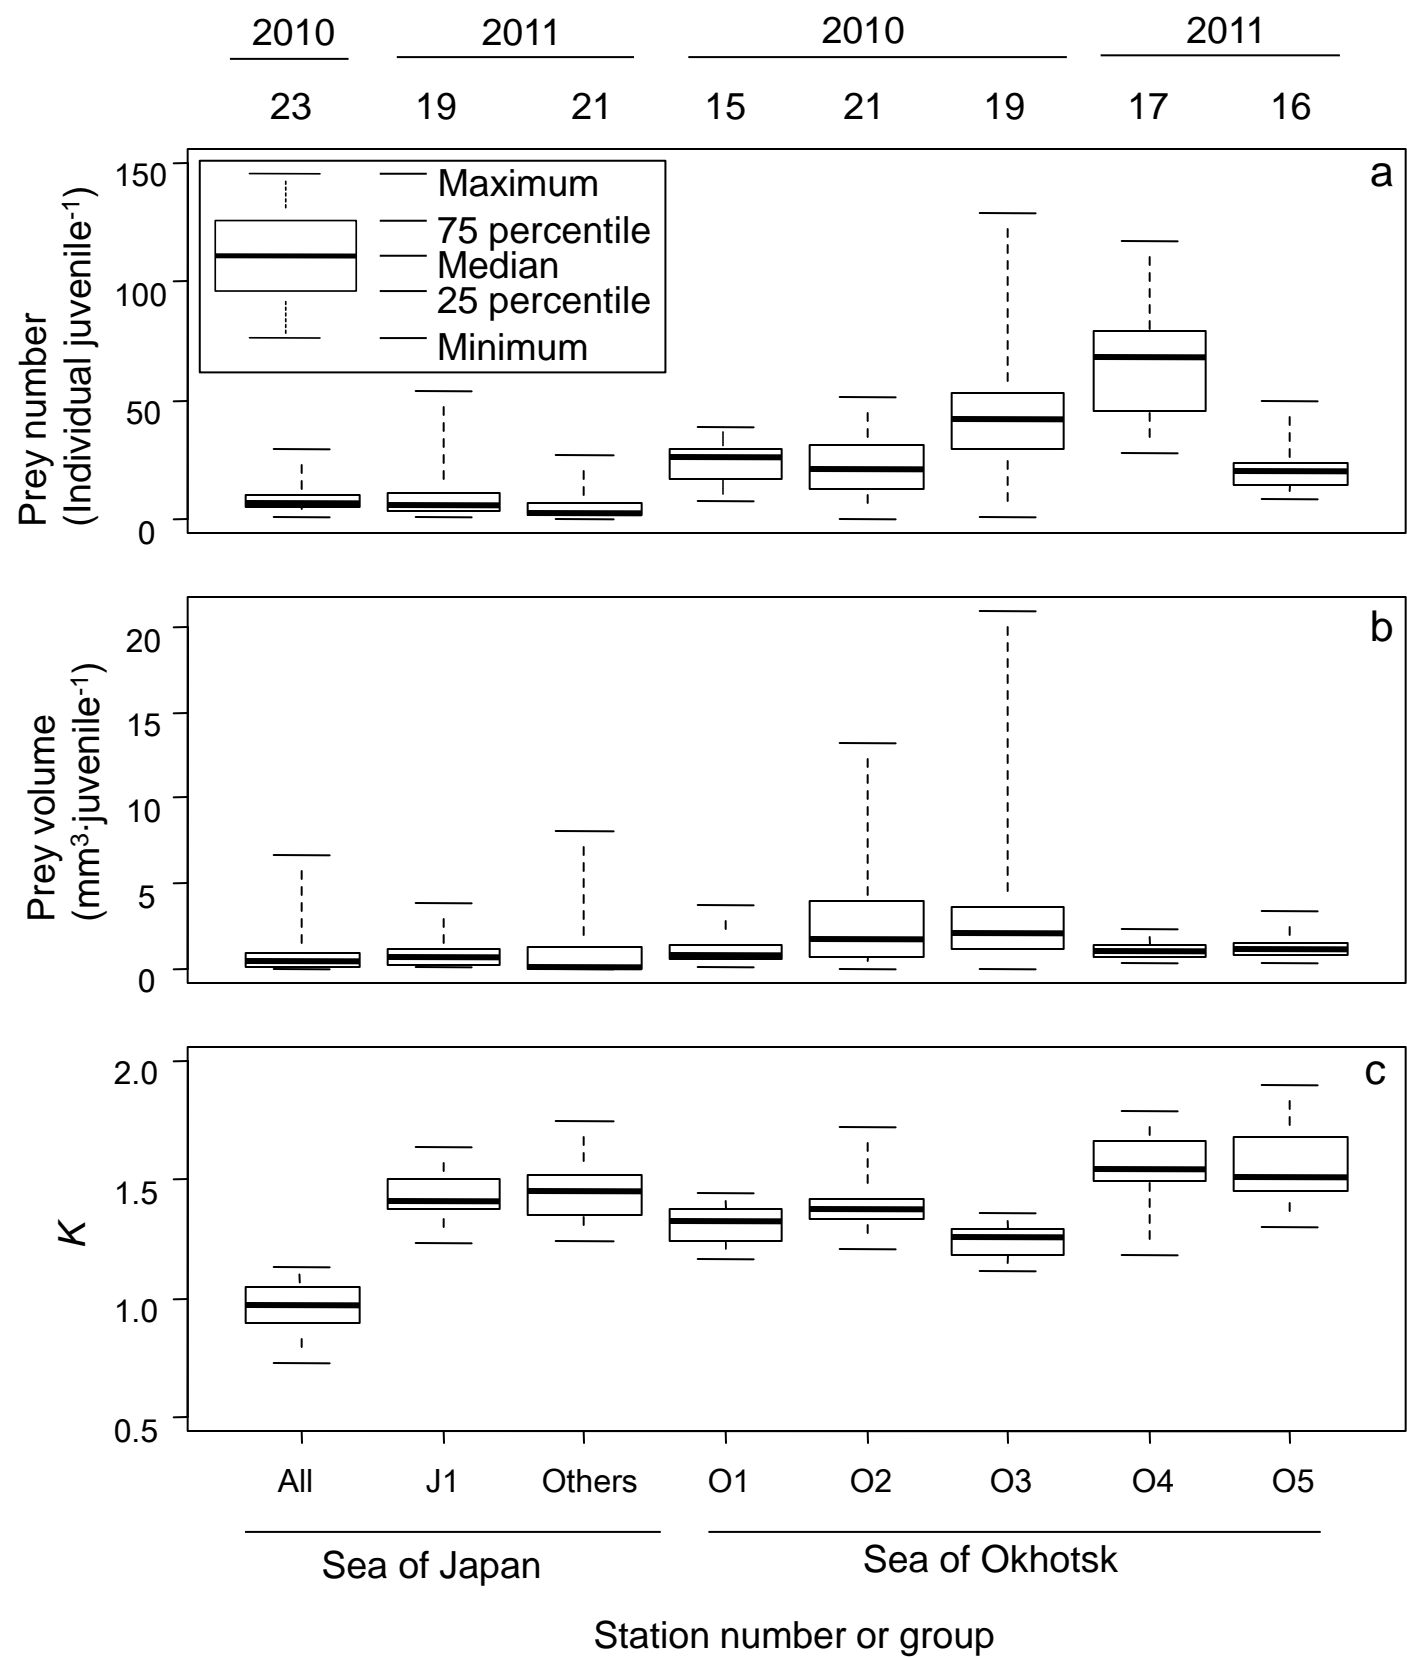 2010 2011 2010 2011
23 19 21 15 21 19 17 16
a
Maximum
75 percentile
Median
25 percentile
Minimum
150
100
50
0
Prey number
(Individual juvenile-1)
b
20
15
10
5
0
Prey volume
(mm3·juvenile-1)
c
2.0
1.5
1.0
0.5
K
All J1 Others O1 O2 O3 O4 O5
Sea of Japan Sea of Okhotsk
Station number or group